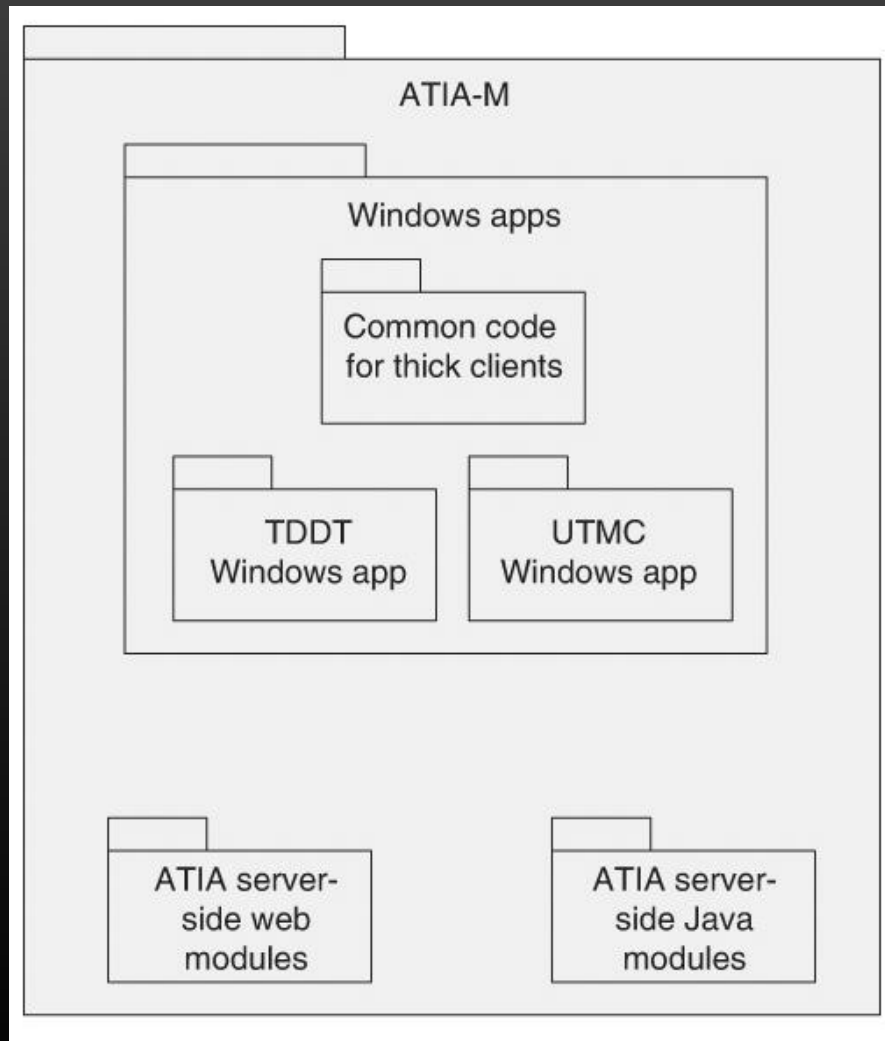 ATIA-M
Windows apps
Common code
for thick clients
TDDT
Windows app
UTMC
Windows app
ATIA server-
side web
modules
ATIA server-
side Java
modules